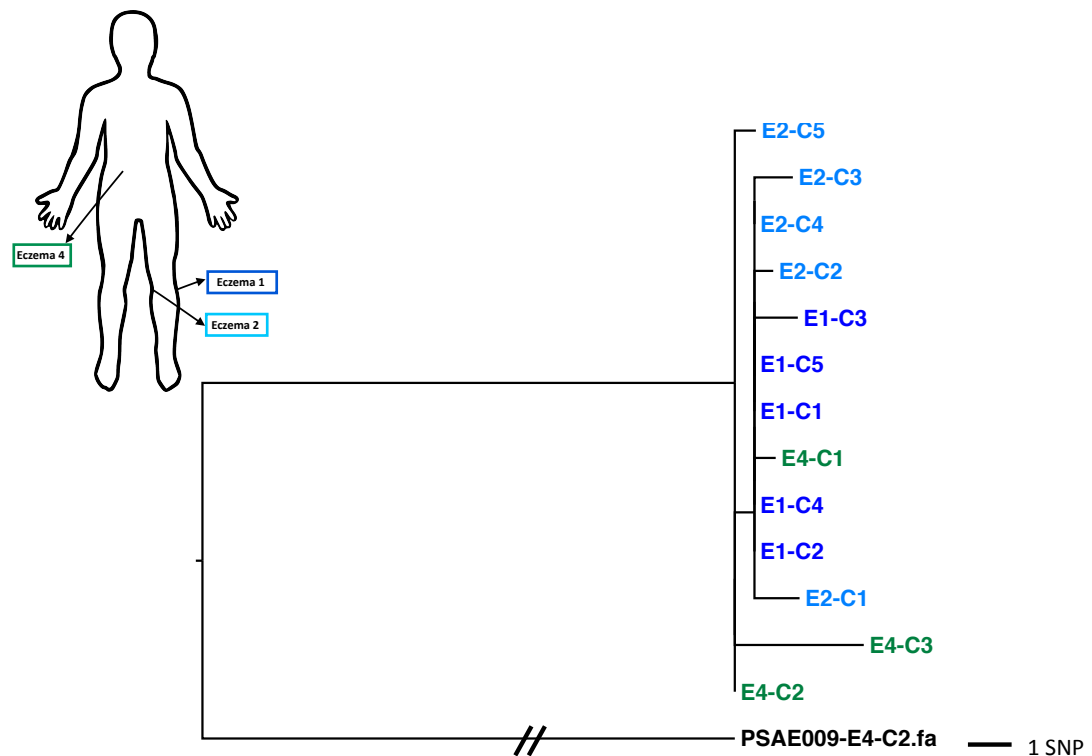 E2-C5
E2-C3
E2-C4
Eczema 4
E2-C2
Eczema 1
E1-C3
Eczema 2
E1-C5
E1-C1
E4-C1
E1-C4
E1-C2
E2-C1
E4-C3
E4-C2
PSAE009-E4-C2.fa
1 SNP